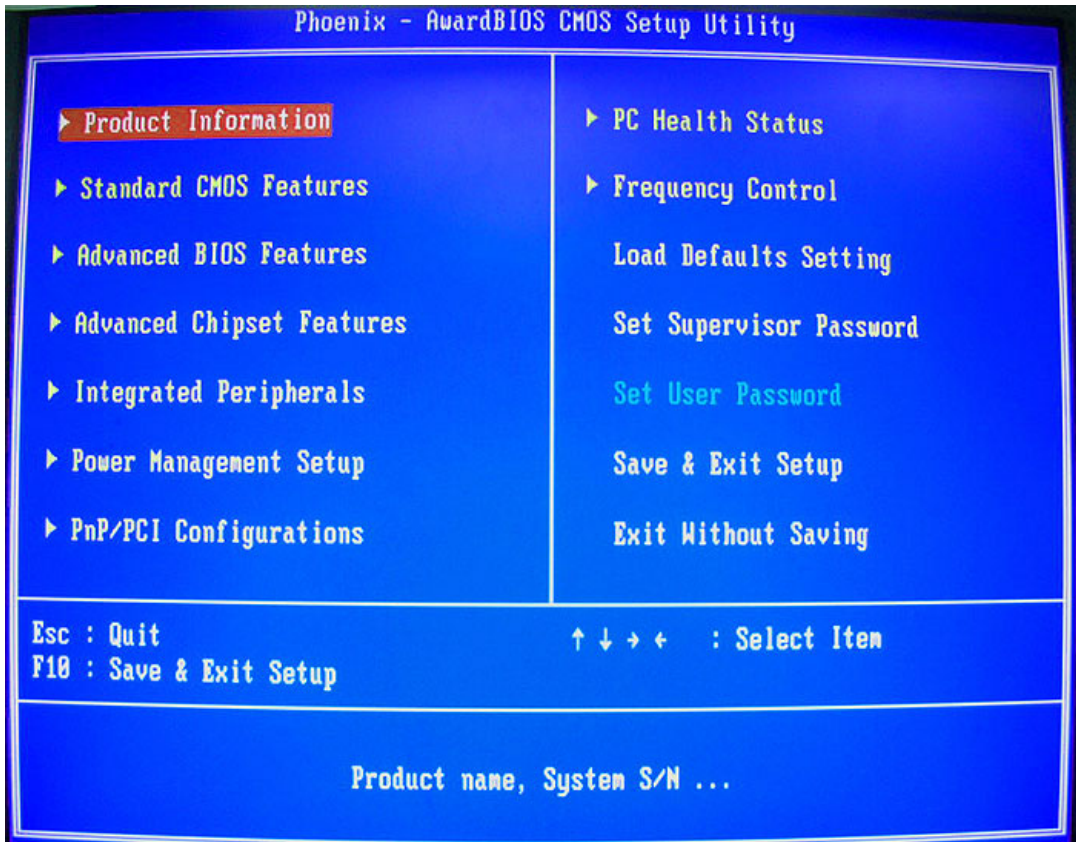 Phoenix - AwardBIOS CMOS Setup Utility
Product Information
Standard CMOS Features
Advanced BIOS Features
Advanced Chipset Features
Integrated Peripherals
Power Management Setup
PnP/PCI Configurations
PC Health Status
Frequency Control
Load Defaults Setting
Set Supervisor Password
Set User Password
Save & Exit Setup
Exit Without Saving
Esc : Quit
F10 : Save & Exit Setup
↑ ↓ → ← : Select Item
Product name, System S/N ...